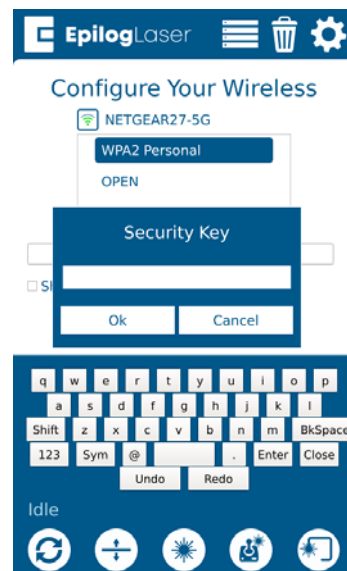 EpilogLaser
Configure Your Wireless
NETGEAR27-5G
WPA2 Personal
OPEN
Security Key
Ok Cancel
q w e r t y u i o p
a s d f g h j k l
Shift z x c v b n m BkSpace
123 Sym @ . Enter Close
Undo Redo
Idle